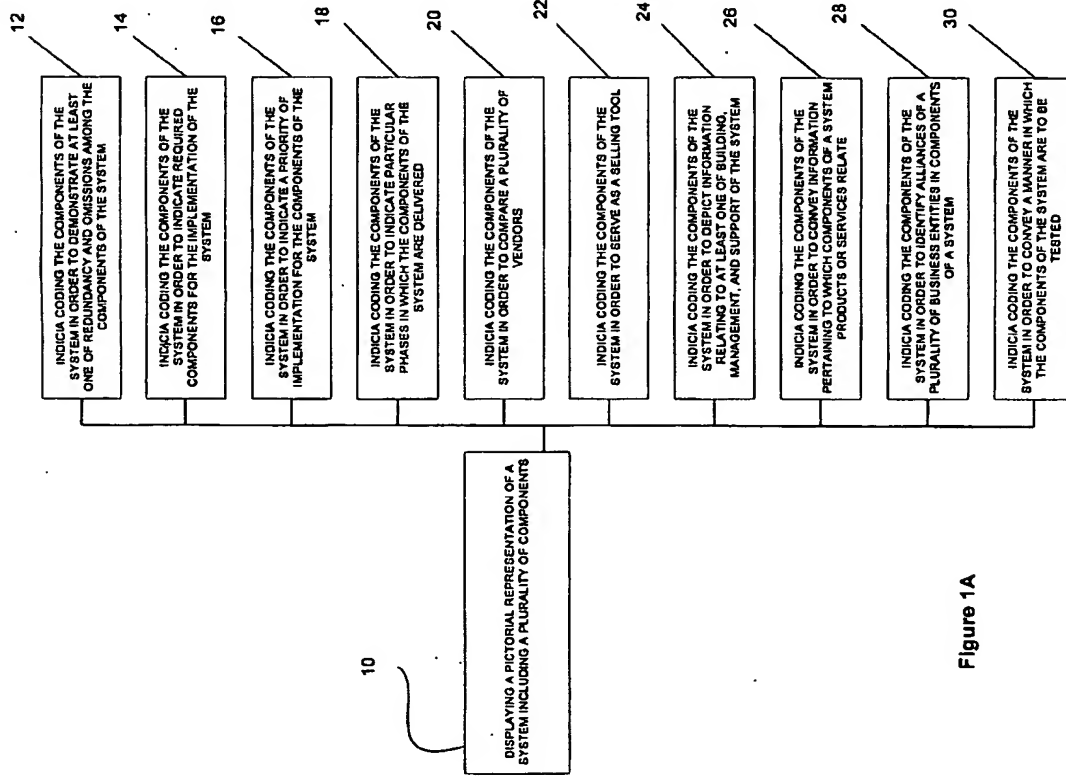 12
INDICIA CODING THE COMPONENTS OF THE
SYSTEM IN ORDER TO DEMONSTRATE AT LEAST
ONE OF REDUNDANCY AND OMISSIONS AMONG THE
COMPONENTS OF THE SYSTEM
14
INDICIA CODING THE COMPONENTS OF THE
SYSTEM IN ORDER TO INDICATE REQUIRED
COMPONENTS FOR THE IMPLEMENTATION OF THE
SYSTEM
16
INDICIA CODING THE COMPONENTS OF THE
SYSTEM IN ORDER TO INDICATE A PRIORITY OF
IMPLEMENTATION FOR THE COMPONENTS OF THE
SYSTEM
18
INDICIA CODING THE COMPONENTS OF THE
SYSTEM IN ORDER TO INDICATE PARTICULAR
PHASES IN WHICH THE COMPONENTS OF THE
SYSTEM ARE DELIVERED
20
INDICIA CODING THE COMPONENTS OF THE
SYSTEM IN ORDER TO COMPARE A PLURALITY OF
VENDORS
22
INDICIA CODING THE COMPONENTS OF THE
SYSTEM IN ORDER TO SERVE AS A SELLING TOOL
24
INDICIA CODING THE COMPONENTS OF THE
SYSTEM IN ORDER TO DEPICT INFORMATION
RELATING TO AT LEAST ONE OF BUILDING,
MANAGEMENT, AND SUPPORT OF THE SYSTEM
26
INDICIA CODING THE COMPONENTS OF THE
SYSTEM IN ORDER TO CONVEY INFORMATION
PERTAINING TO WHICH COMPONENTS OF A SYSTEM
PRODUCTS OR SERVICES RELATE
28
INDICIA CODING THE COMPONENTS OF THE
SYSTEM IN ORDER TO IDENTIFY ALLIANCES OF A
PLURALITY OF BUSINESS ENTITIES IN COMPONENTS
OF A SYSTEM
30
INDICIA CODING THE COMPONENTS OF THE
SYSTEM IN ORDER TO CONVEY A MANNER IN WHICH
THE COMPONENTS OF THE SYSTEM ARE TO BE
TESTED
10
DISPLAYING A PICTORIAL REPRESENTATION OF A
SYSTEM INCLUDING A PLURALITY OF COMPONENTS
Figure 1A